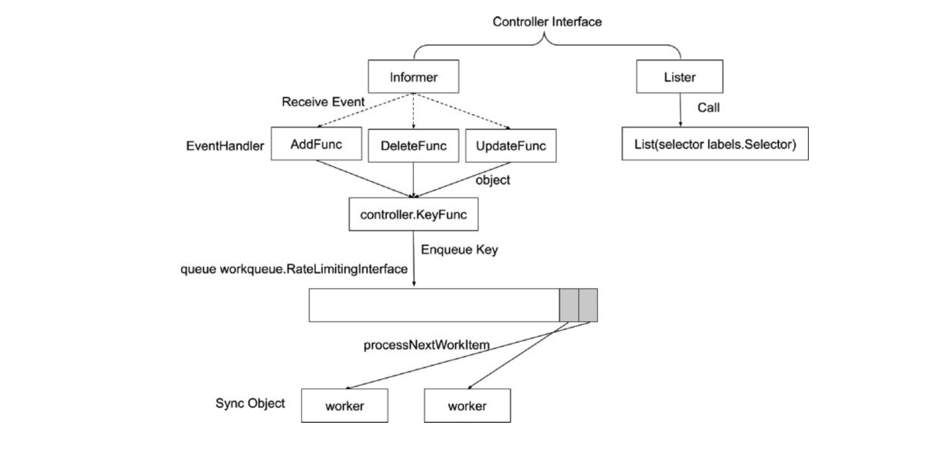 Controller Interface
Informer
Lister
Receive Event
Call
EventHandler
AddFunc
DeleteFunc
UpdateFunc
List(selector labels.Selector)
object
controller.KeyFunc
Enqueue Key
queue workqueue.RateLimitingInterface
processNextWorkItem
Sync Object
worker
worker